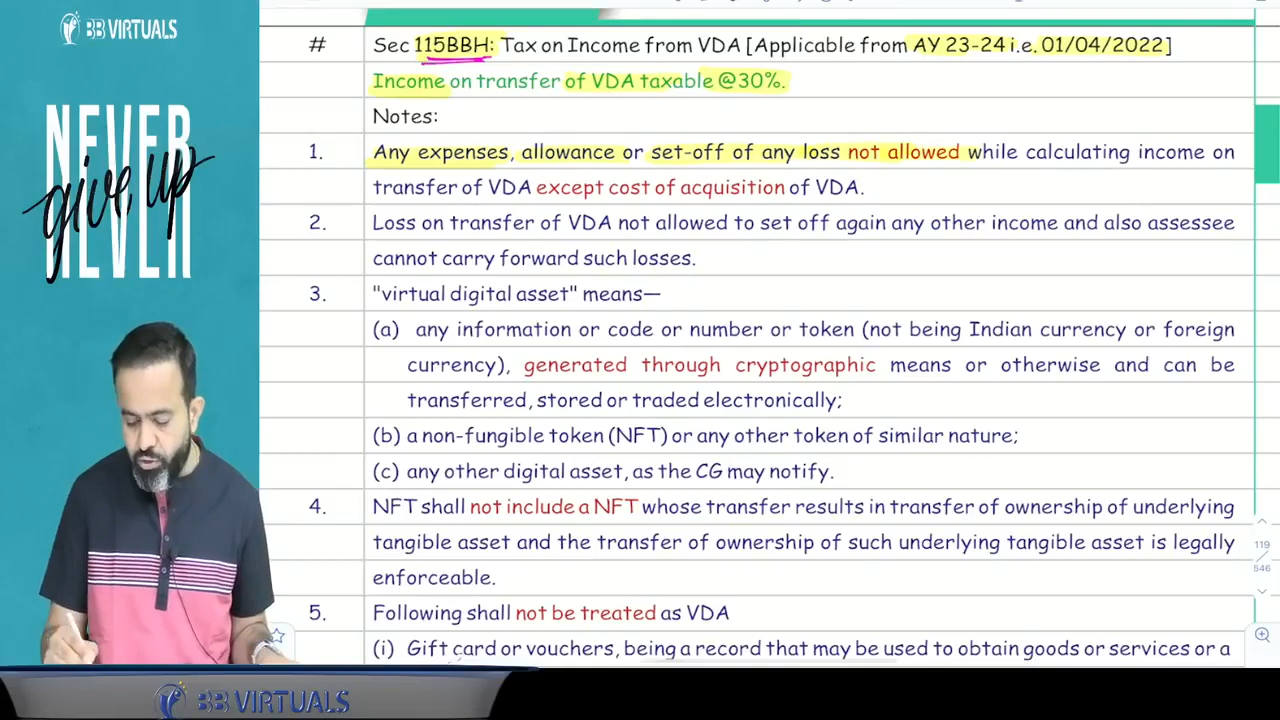 BB VIRTUALS
NEVER
give up
NEVER
# Sec 115BBH: Tax on Income from VDA [Applicable from AY 23-24 i.e. 01/04/2022]
Income on transfer of VDA taxable @30%.
Notes:
1. Any expenses, allowance or set-off of any loss not allowed while calculating income on
transfer of VDA except cost of acquisition of VDA.
2. Loss on transfer of VDA not allowed to set off again any other income and also assessee
cannot carry forward such losses.
3. "virtual digital asset" means—
(a) any information or code or number or token (not being Indian currency or foreign
currency), generated through cryptographic means or otherwise and can be
transferred, stored or traded electronically;
(b) a non-fungible token (NFT) or any other token of similar nature;
(c) any other digital asset, as the CG may notify.
4. NFT shall not include a NFT whose transfer results in transfer of ownership of underlying
tangible asset and the transfer of ownership of such underlying tangible asset is legally
enforceable.
5. Following shall not be treated as VDA
(i) Gift card or vouchers, being a record that may be used to obtain goods or services or a
119
546
BB VIRTUALS